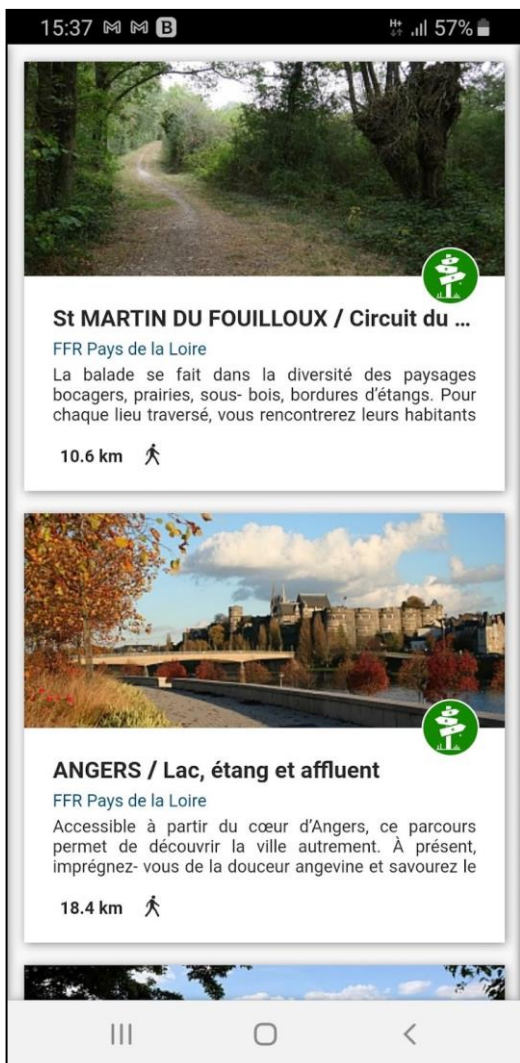 15:37 M M B H+ 57%
St MARTIN DU FOUILLOUX / Circuit du ...
FFR Pays de la Loire
La balade se fait dans la diversité des paysages
bocagers, prairies, sous- bois, bordures d'étangs. Pour
chaque lieu traversé, vous rencontrerez leurs habitants
10.6 km
ANGERS / Lac, étang et affluent
FFR Pays de la Loire
Accessible à partir du cœur d'Angers, ce parcours
permet de découvrir la ville autrement. À présent,
imprégnez- vous de la douceur angevine et savourez le
18.4 km